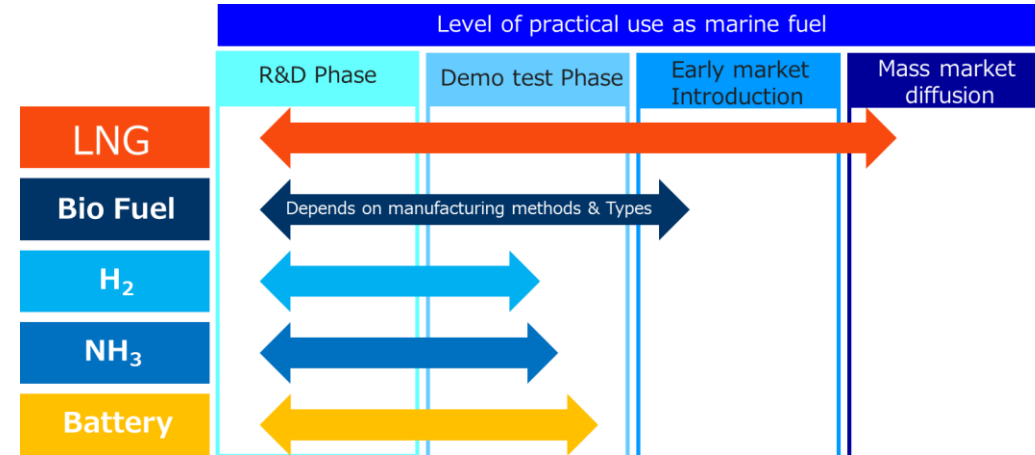 Level of practical use as marine fuel
R&D Phase
Demo test Phase
Early market
Introduction
Mass market
diffusion
LNG
Bio Fuel
Depends on manufacturing methods & Types
H₂
NH₃
Battery